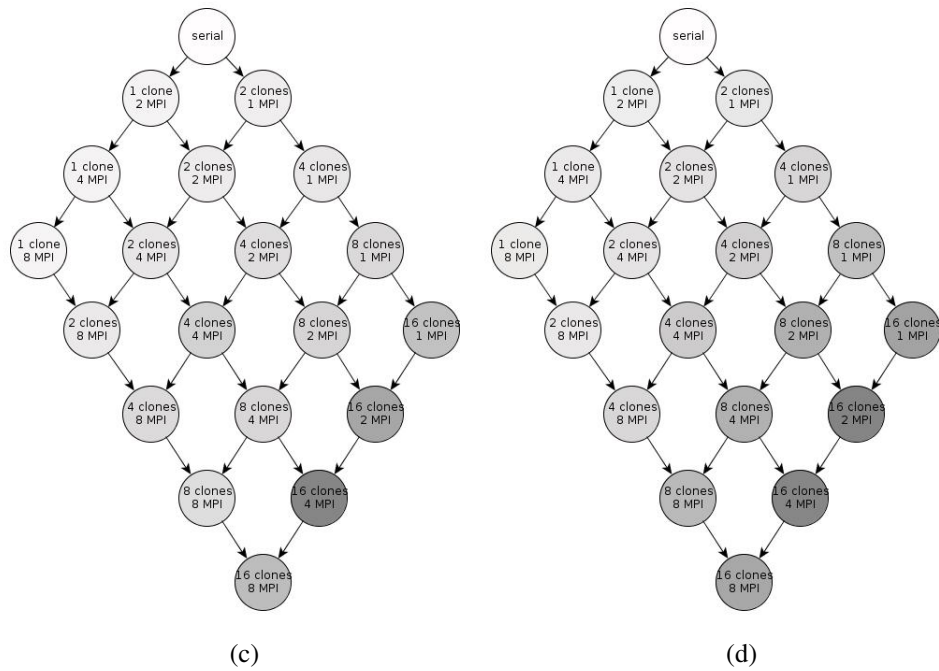 serial
1 clone
2 MPI
2 clones
1 MPI
1 clone
4 MPI
2 clones
2 MPI
4 clones
1 MPI
1 clone
8 MPI
2 clones
4 MPI
4 clones
2 MPI
8 clones
1 MPI
2 clones
8 MPI
4 clones
4 MPI
8 clones
2 MPI
16 clones
1 MPI
4 clones
8 MPI
8 clones
4 MPI
16 clones
2 MPI
8 clones
8 MPI
16 clones
4 MPI
16 clones
8 MPI
(c)
serial
1 clone
2 MPI
2 clones
1 MPI
1 clone
4 MPI
2 clones
2 MPI
4 clones
1 MPI
1 clone
8 MPI
2 clones
4 MPI
4 clones
2 MPI
8 clones
1 MPI
2 clones
8 MPI
4 clones
4 MPI
8 clones
2 MPI
16 clones
1 MPI
4 clones
8 MPI
8 clones
4 MPI
16 clones
2 MPI
8 clones
8 MPI
16 clones
4 MPI
16 clones
8 MPI
(d)